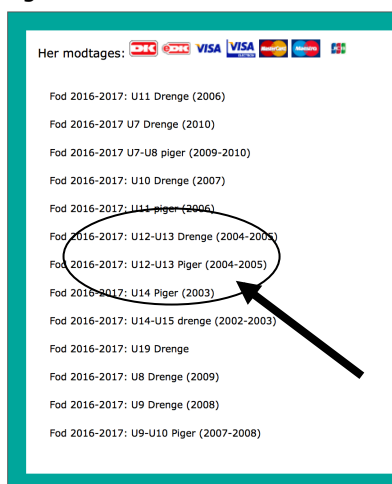 Her modtages: DK eDK VISA VISA ELECTRON MasterCard Maestro JCB
Fod 2016-2017: U11 Drenge (2006)
Fod 2016-2017 U7 Drenge (2010)
Fod 2016-2017 U7-U8 piger (2009-2010)
Fod 2016-2017: U10 Drenge (2007)
Fod 2016-2017: U11 piger (2006)
Fod 2016-2017: U12-U13 Drenge (2004-2005)
Fod 2016-2017: U12-U13 Piger (2004-2005)
Fod 2016-2017: U14 Piger (2003)
Fod 2016-2017: U14-U15 drenge (2002-2003)
Fod 2016-2017: U19 Drenge
Fod 2016-2017: U8 Drenge (2009)
Fod 2016-2017: U9 Drenge (2008)
Fod 2016-2017: U9-U10 Piger (2007-2008)